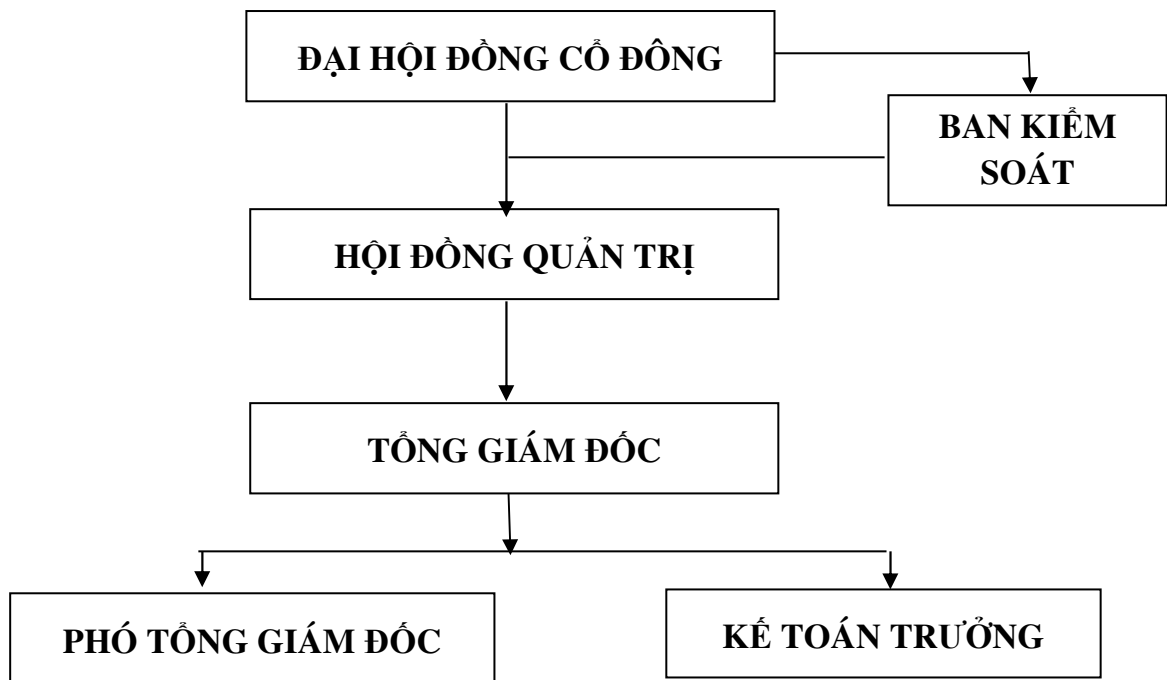 ĐẠI HỘI ĐỒNG CỔ ĐÔNG
BAN KIỂM
SOÁT
HỘI ĐỒNG QUẢN TRỊ
TỔNG GIÁM ĐỐC
PHÓ TỔNG GIÁM ĐỐC
KẾ TOÁN TRƯỞNG